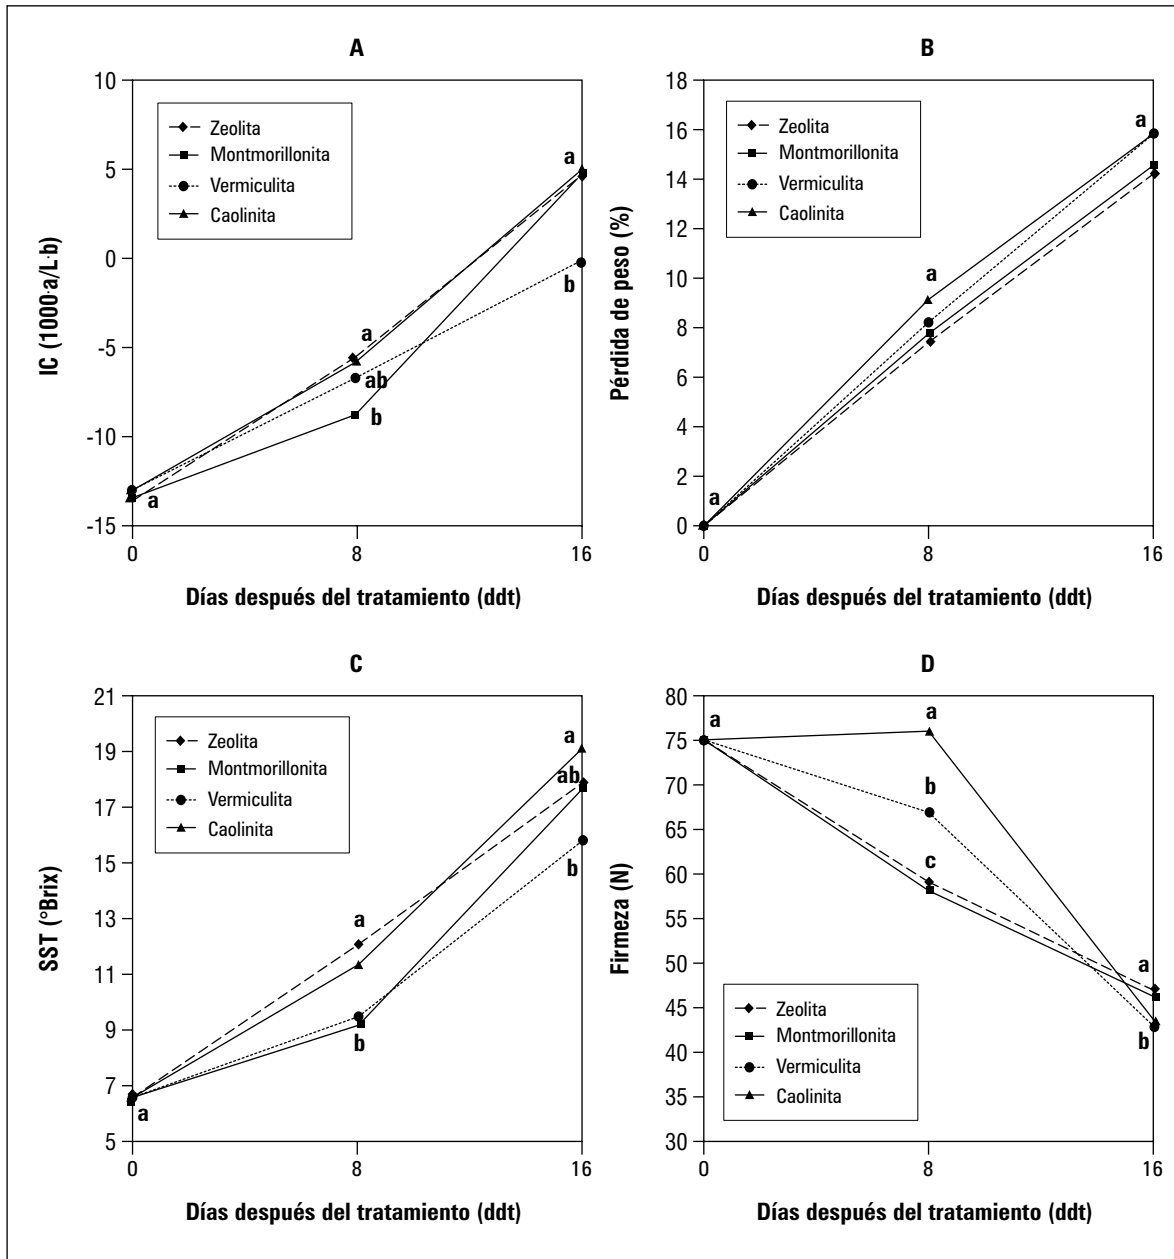 A
10
5
0
-5
-10
-15
IC (1000·a/L·b)
Zeolita
Montmorillonita
Vermiculita
Caolinita
a
a
b
a
ab
b
a
0 8 16
Días después del tratamiento (ddt)
B
18
16
14
12
10
8
6
4
2
0
Pérdida de peso (%)
Zeolita
Montmorillonita
Vermiculita
Caolinita
a
a
a
0 8 16
Días después del tratamiento (ddt)
C
21
19
17
15
13
11
9
7
5
SST (°Brix)
Zeolita
Montmorillonita
Vermiculita
Caolinita
a
ab
b
a
b
a
0 8 16
Días después del tratamiento (ddt)
D
80
75
70
65
60
55
50
45
40
35
30
Firmeza (N)
a
a
b
c
a
b
Zeolita
Montmorillonita
Vermiculita
Caolinita
0 8 16
Días después del tratamiento (ddt)